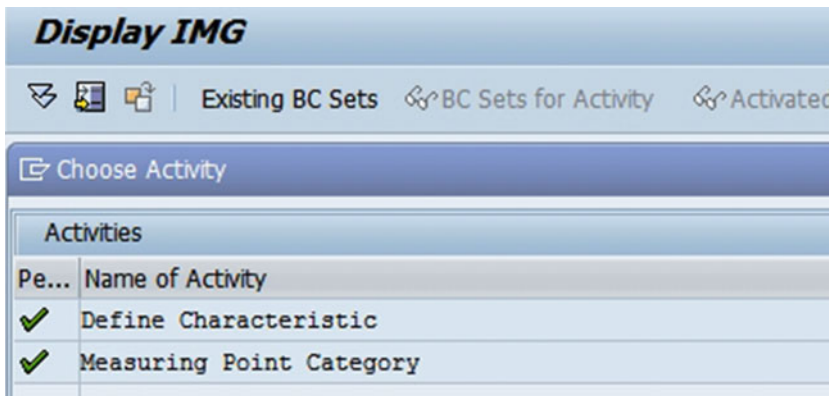 Display IMG
Existing BC Sets BC Sets for Activity Activated
Choose Activity
Activities
Pe... Name of Activity
Define Characteristic
Measuring Point Category